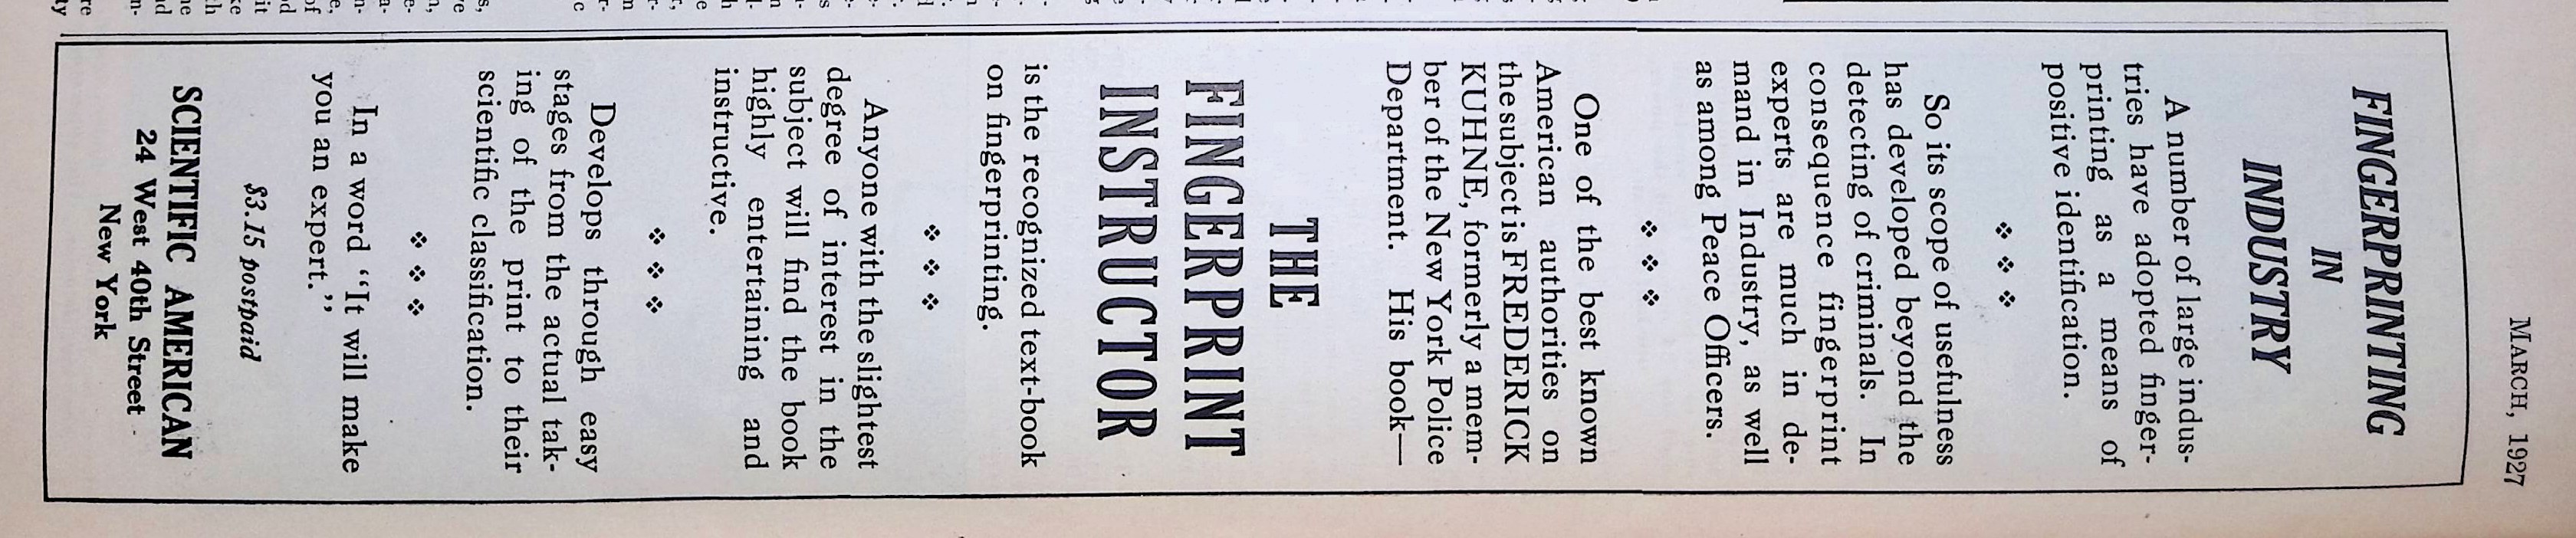 MARCH, 1927
FINGERPRINTING
IN
INDUSTRY
A number of large indus-
tries have adopted finger-
printing as a means of
positive identification.
So its scope of usefulness
has developed beyond the
detecting of criminals. In
consequence fingerprint
experts are much in de-
mand in Industry, as well
as among Peace Officers.
One of the best known
American authorities on
the subject is FREDERICK
KUHNE, formerly a mem-
ber of the New York Police
Department. His book—
THE
FINGERPRINT
INSTRUCTOR
is the recognized text-book
on fingerprinting.
Anyone with the slightest
degree of interest in the
subject will find the book
highly entertaining and
instructive.
Develops through easy
stages from the actual tak-
ing of the print to their
scientific classification.
In a word “It will make
you an expert.”
$3.15 postpaid
SCIENTIFIC AMERICAN
24 West 40th Street
New York